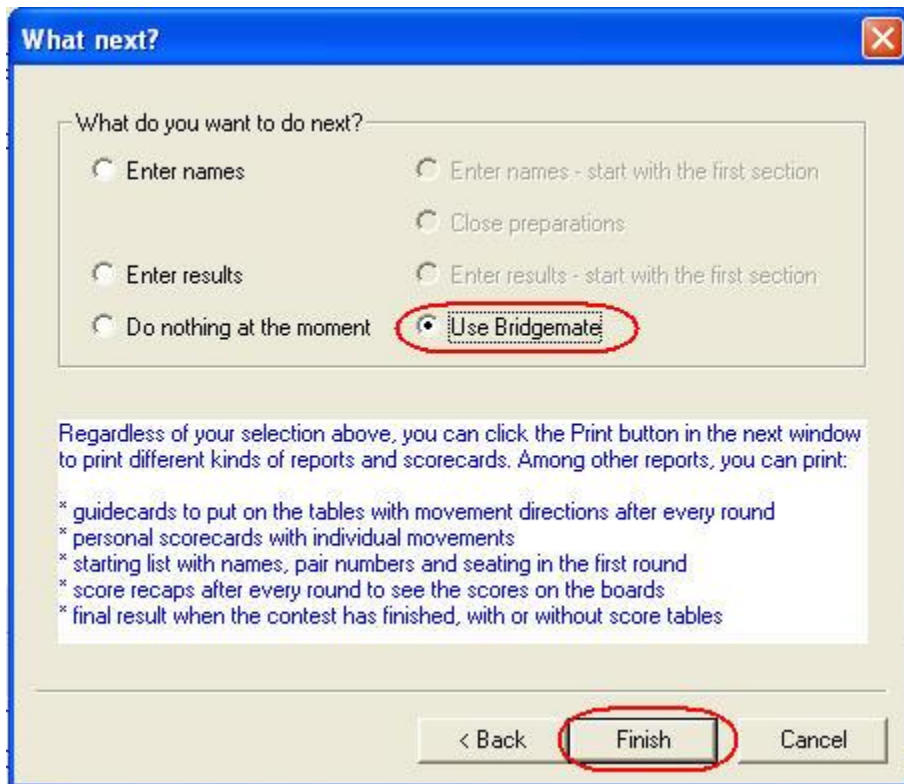 What next?
What do you want to do next?
Enter names
Enter names - start with the first section
Close preparations
Enter results
Enter results - start with the first section
Do nothing at the moment
Use Bridgemate
Regardless of your selection above, you can click the Print button in the next window
to print different kinds of reports and scorecards. Among other reports, you can print:
* guidecards to put on the tables with movement directions after every round
* personal scorecards with individual movements
* starting list with names, pair numbers and seating in the first round
* score recaps after every round to see the scores on the boards
* final result when the contest has finished, with or without score tables
< Back
Finish
Cancel